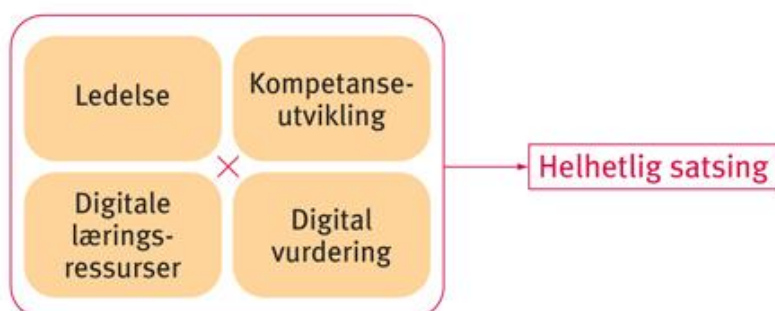 Ledelse
Kompetanse-
utvikling
Digitale
lærings-
ressurser
Digital
vurdering
Helhetlig satsing